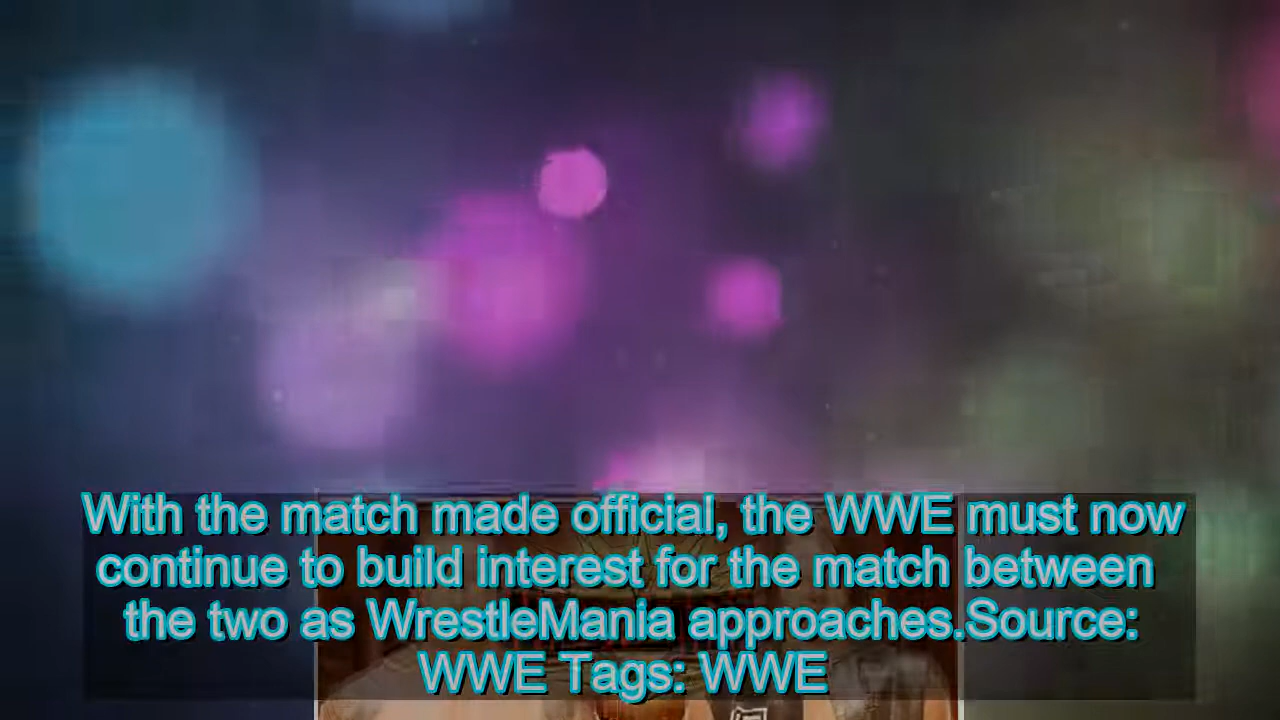 With the match made official, the WWE must now
continue to build interest for the match between
the two as WrestleMania approaches.Source:
WWE Tags: WWE